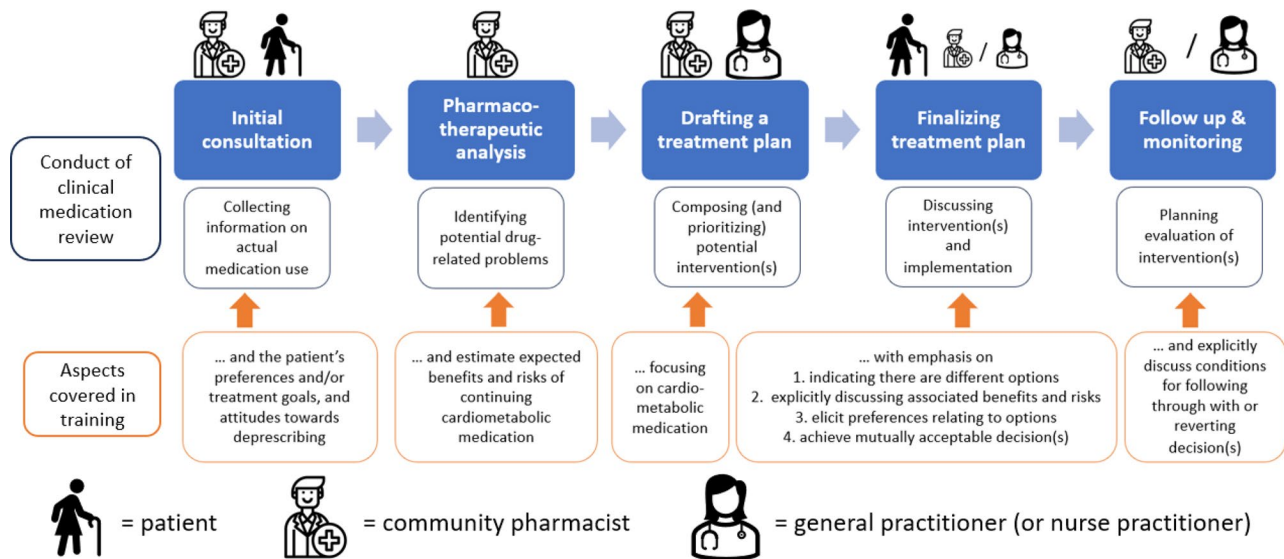 /
/
Initial
consultation
Pharmaco-
therapeutic
analysis
Drafting a
treatment plan
Finalizing
treatment plan
Follow up &
monitoring
Conduct of
clinical
medication
review
Collecting
information on
actual
medication use
Identifying
potential drug-
related problems
Composing (and
prioritizing)
potential
intervention(s)
Discussing
intervention(s)
and
implementation
Planning
evaluation of
intervention(s)
Aspects
covered in
training
... and the patient's
preferences and/or
treatment goals, and
attitudes towards
deprescribing
... and estimate expected
benefits and risks of
continuing
cardiometabolic
medication
... focusing
on cardio-
metabolic
medication
... with emphasis on
1. indicating there are different options
2. explicitly discussing associated benefits and risks
3. elicit preferences relating to options
4. achieve mutually acceptable decision(s)
... and explicitly
discuss conditions
for following
through with or
reverting
decision(s)
= patient
= community pharmacist
= general practitioner (or nurse practitioner)